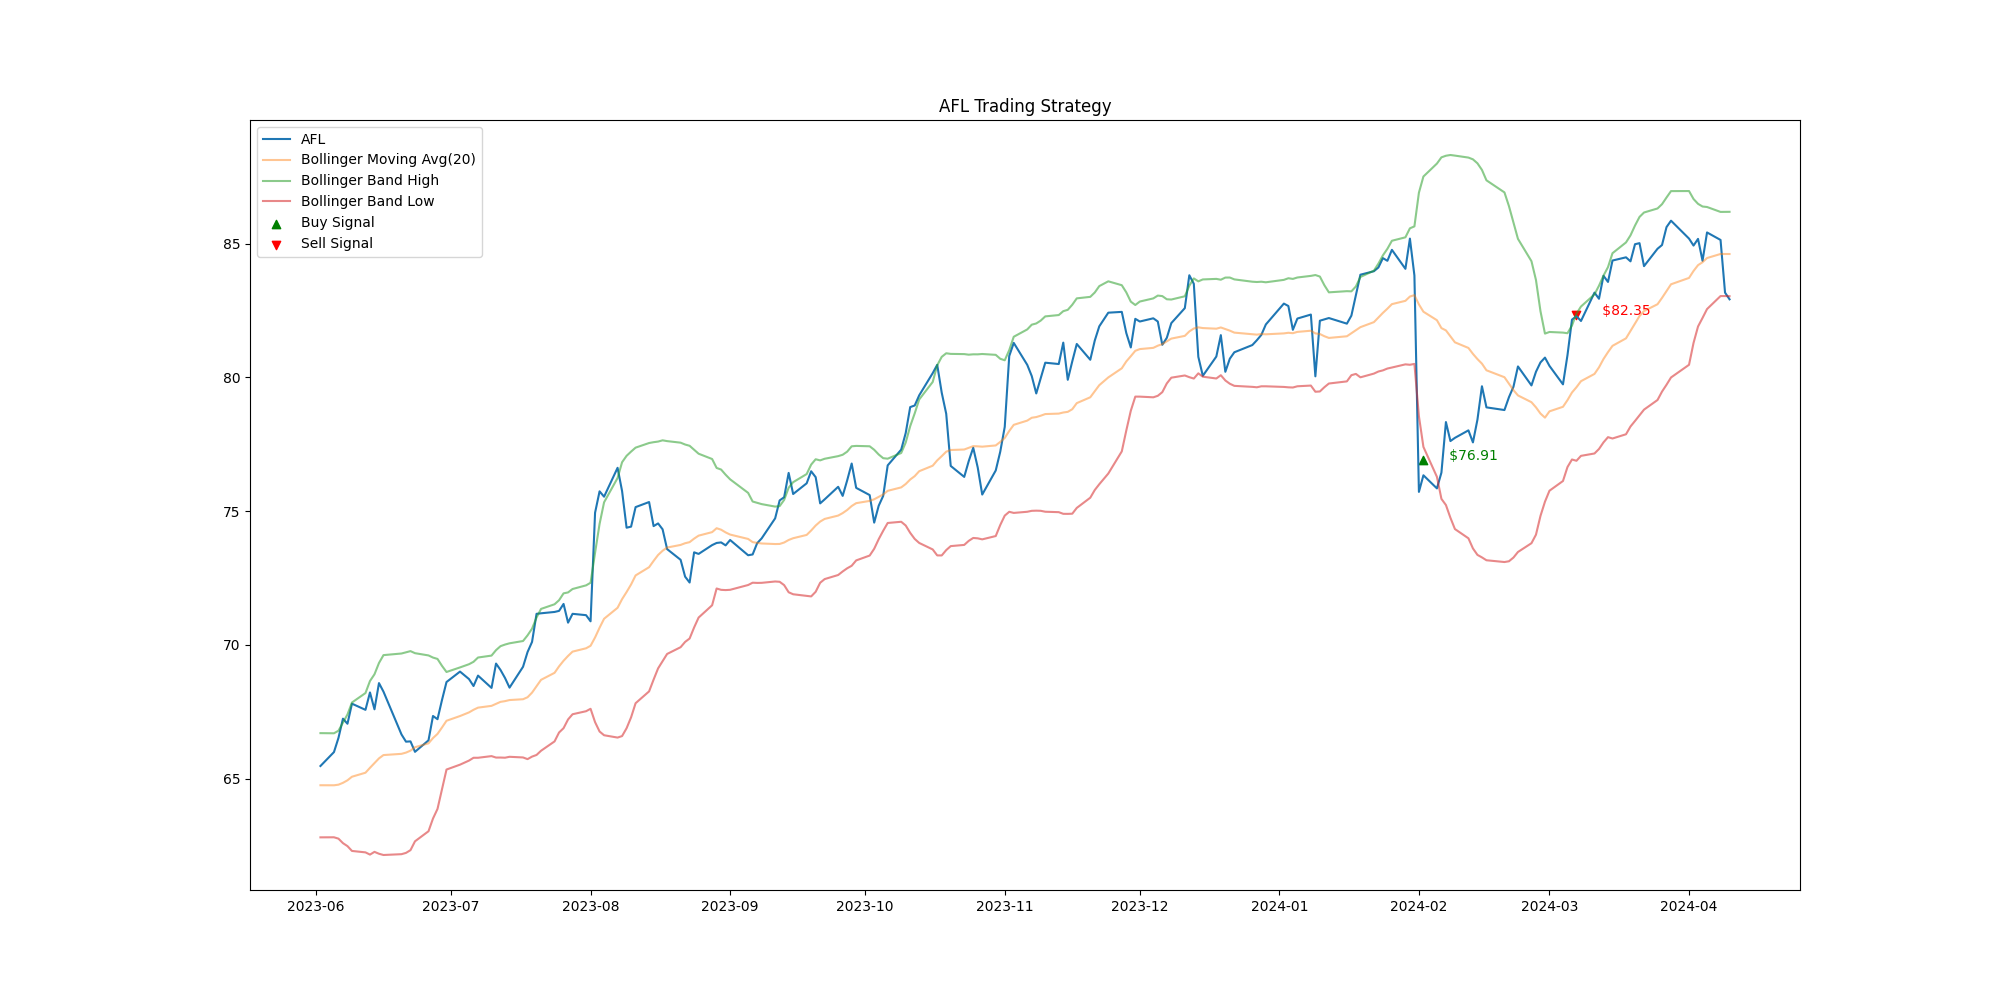 AFL Trading Strategy
AFL
Bollinger Moving Avg(20)
Bollinger Band High
Bollinger Band Low
Buy Signal
Sell Signal
85
80
75
70
65
$82.35
$76.91
2023-06 2023-07 2023-08 2023-09 2023-10 2023-11 2023-12 2024-01 2024-02 2024-03 2024-04